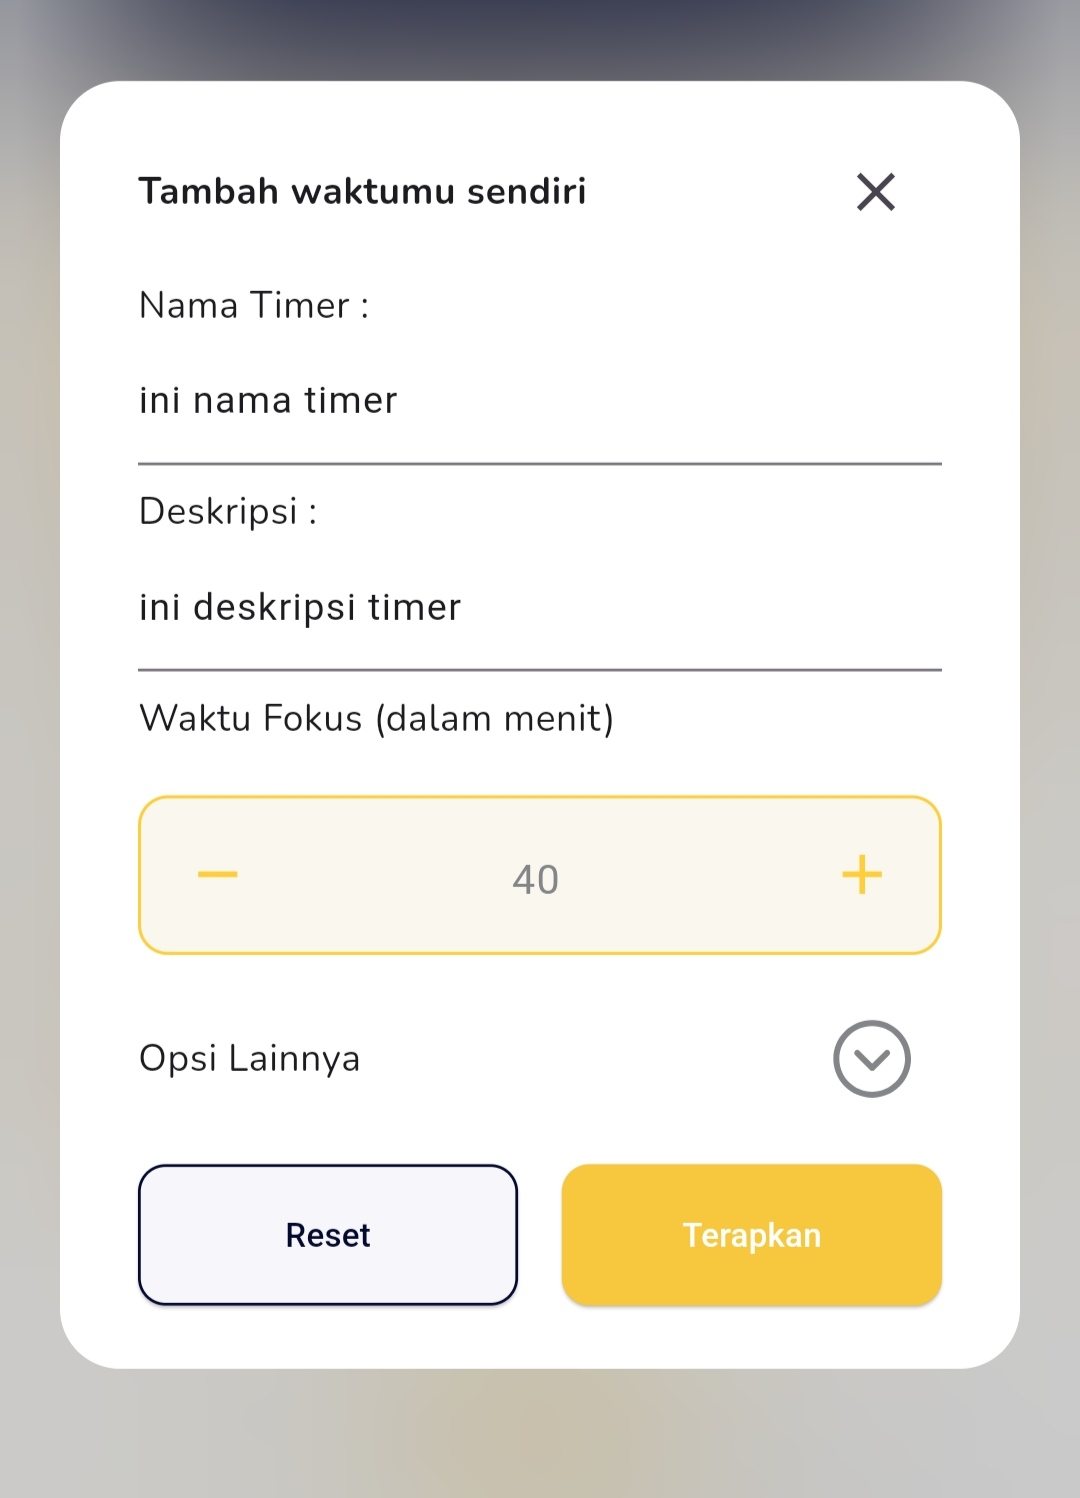 Tambah waktumu sendiri
Nama Timer :
ini nama timer
Deskripsi :
ini deskripsi timer
Waktu Fokus (dalam menit)
40
Opsi Lainnya
Reset Terapkan